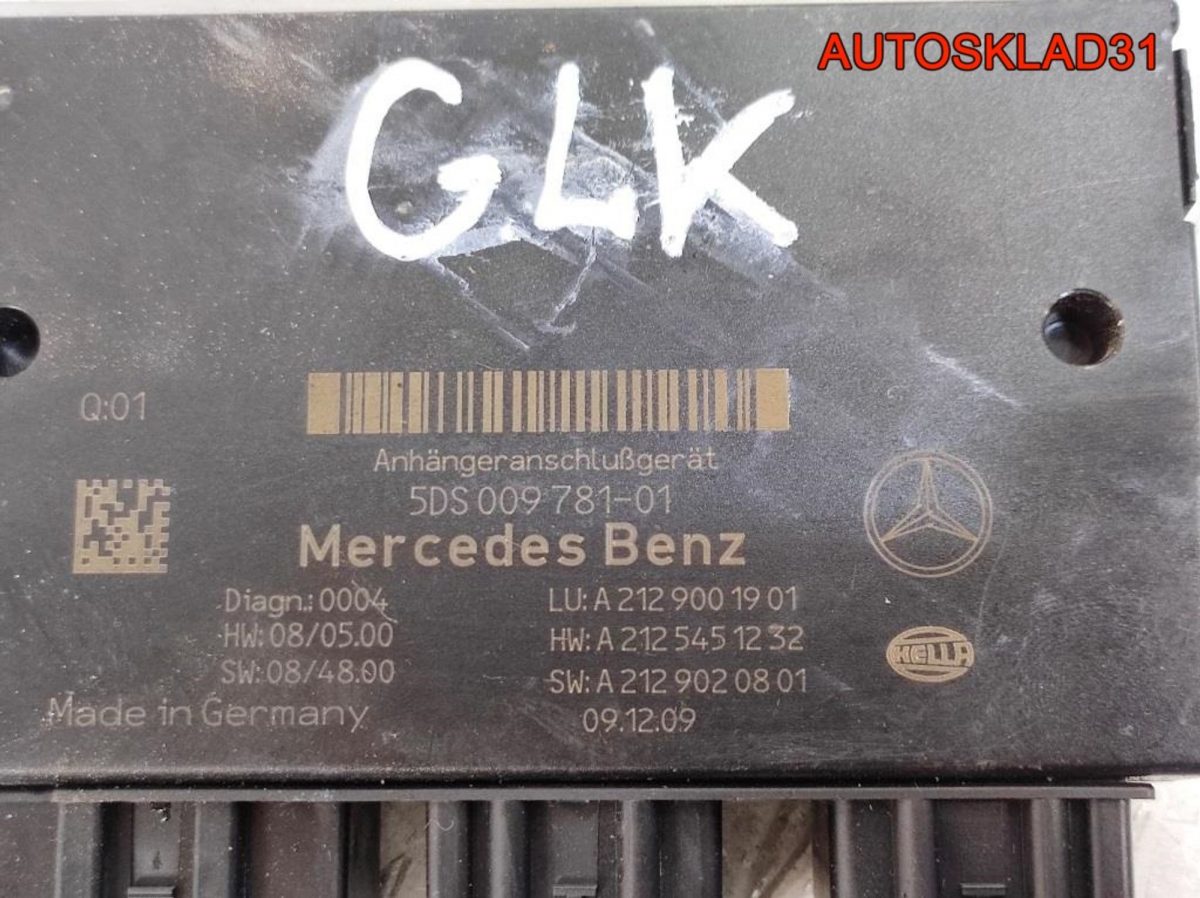 AUTOSKLAD31
GLK
Q:01
Anhängeranschlußgerät
5DS 009 781-01
Mercedes Benz
Diagn.: 0004 LU: A 212 900 19 01
HW: 08/05.00 HW: A 212 545 12 32
SW: 08/48.00 SW: A 212 902 08 01
HELLA
Made in Germany 09.12.09